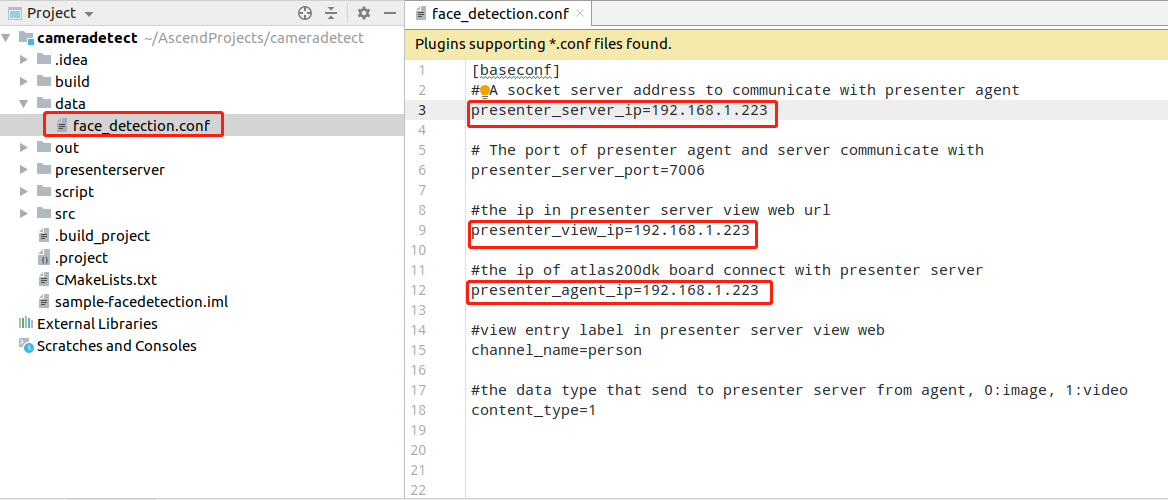 Project
cameradetect ~/AscendProjects/cameradetect
.idea
build
data
face_detection.conf
out
presenterserver
script
src
.build_project
.project
CMakeLists.txt
sample-facedetection.iml
External Libraries
Scratches and Consoles
face_detection.conf
Plugins supporting *.conf files found.
1 [baseconf]
2 # A socket server address to communicate with presenter agent
3 presenter_server_ip=192.168.1.223
4
5 # The port of presenter agent and server communicate with
6 presenter_server_port=7006
7
8 #the ip in presenter server view web url
9 presenter_view_ip=192.168.1.223
10
11 #the ip of atlas200dk board connect with presenter server
12 presenter_agent_ip=192.168.1.223
13
14 #view entry label in presenter server view web
15 channel_name=person
16
17 #the data type that send to presenter server from agent, 0:image, 1:video
18 content_type=1
19
20
21
22